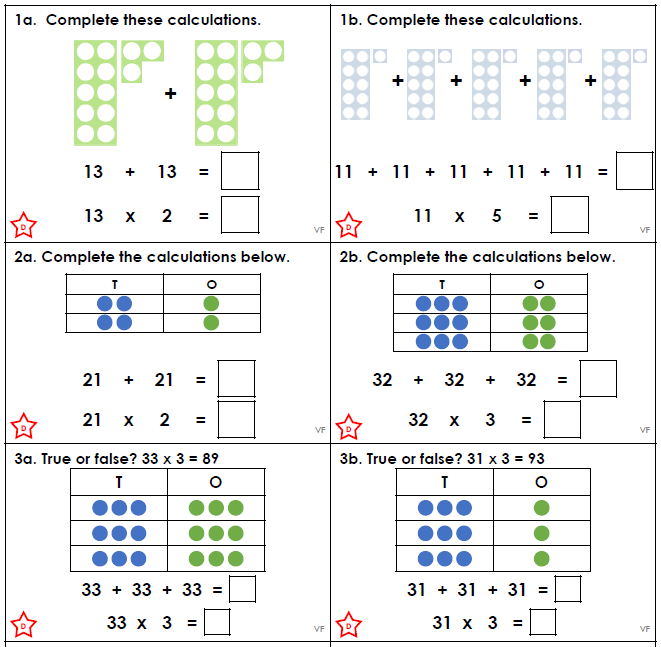 1a. Complete these calculations.
+
13 + 13 =
13 x 2 =
D
VF
1b. Complete these calculations.
+ + + +
11 + 11 + 11 + 11 + 11 =
11 x 5 =
D
VF
2a. Complete the calculations below.
T O
21 + 21 =
21 x 2 =
D
VF
2b. Complete the calculations below.
T O
32 + 32 + 32 =
32 x 3 =
D
VF
3a. True or false? 33 x 3 = 89
T O
33 + 33 + 33 =
33 x 3 =
D
VF
3b. True or false? 31 x 3 = 93
T O
31 + 31 + 31 =
31 x 3 =
D
VF